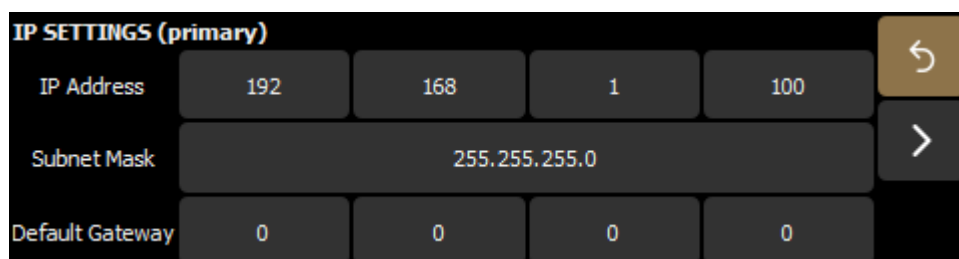 IP SETTINGS (primary)
IP Address 192 168 1 100
Subnet Mask 255.255.255.0
Default Gateway 0 0 0 0